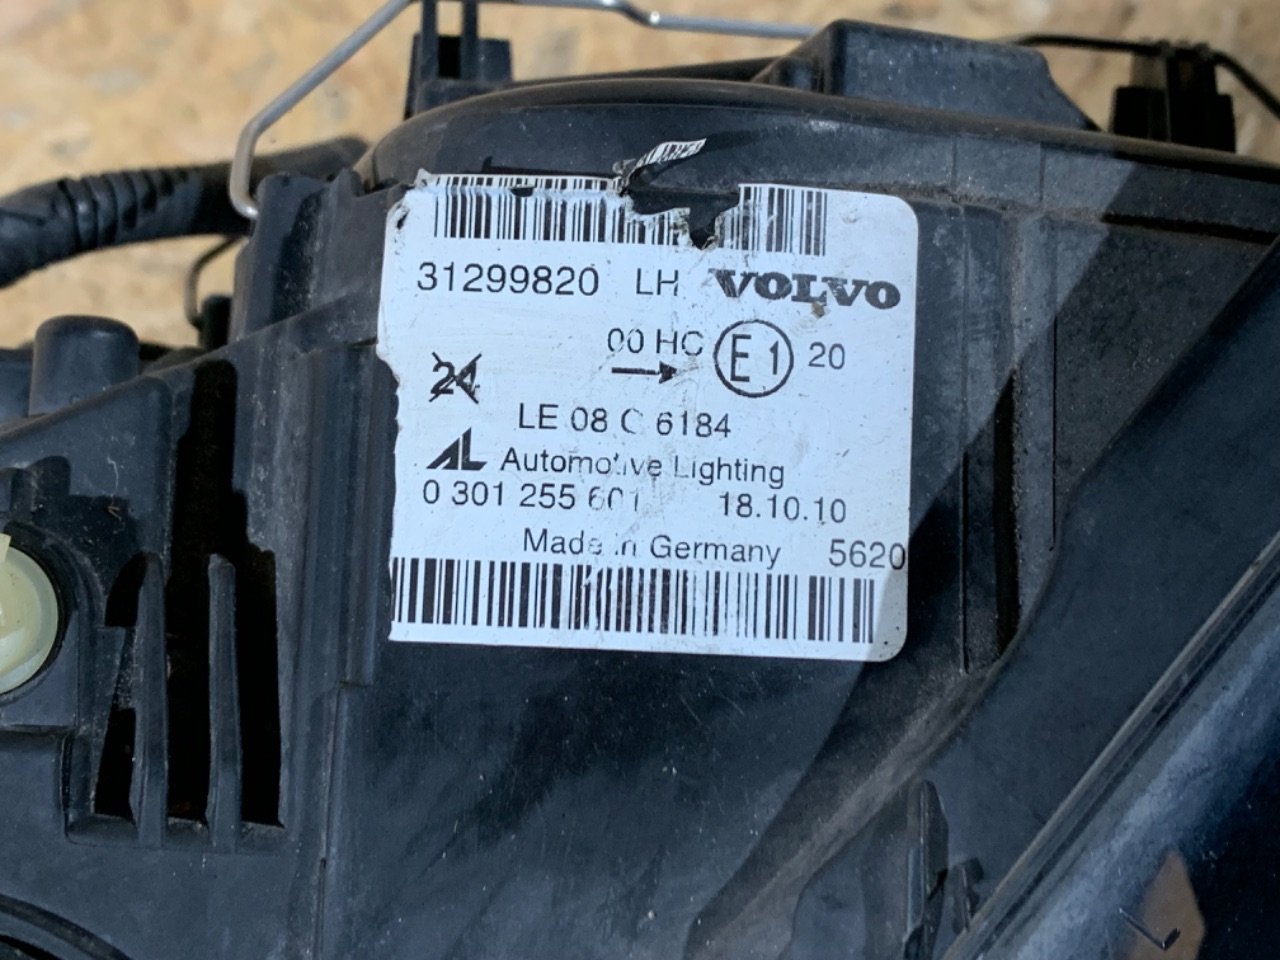 31299820 LH VOLVO
00 HC E1 20
24
LE 08 C 6184
AL Automotive Lighting
0 301 255 601 18.10.10
Made in Germany 5620